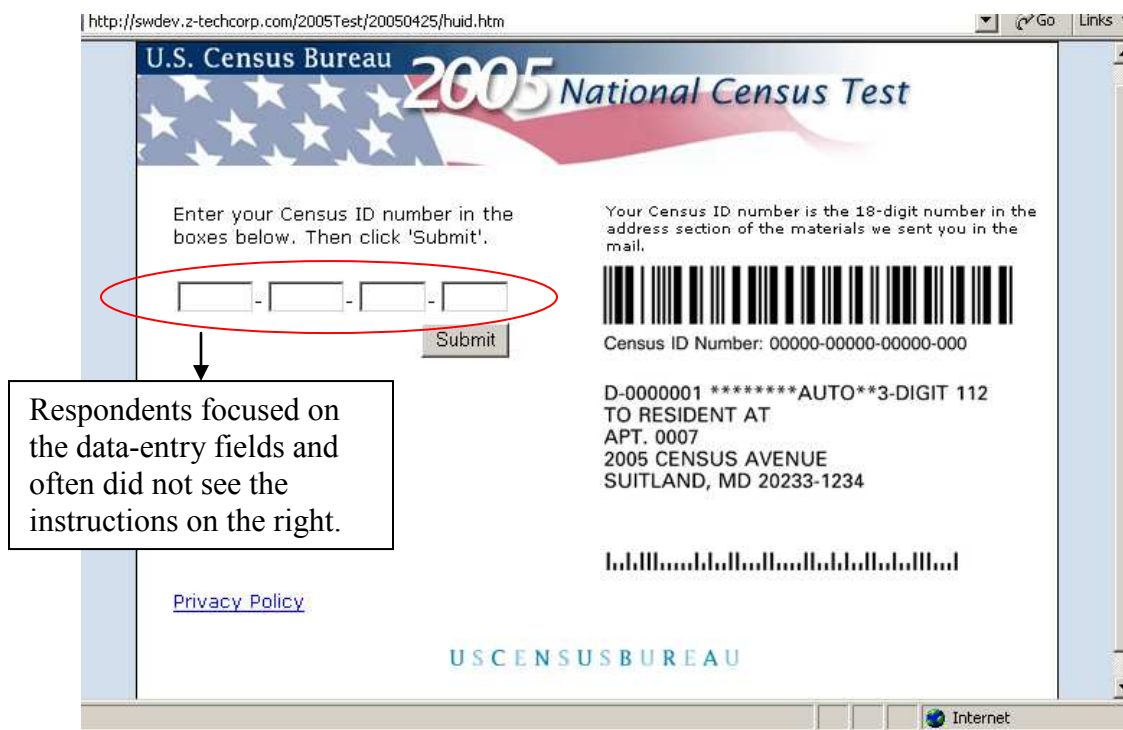 http://swdev.z-techcorp.com/2005Test/20050425/huid.htm
Go Links
U.S. Census Bureau
2005 National Census Test
Enter your Census ID number in the
boxes below. Then click 'Submit'.
- - -
Submit
Your Census ID number is the 18-digit number in the
address section of the materials we sent you in the
mail.
Census ID Number: 00000-00000-00000-000
D-0000001 ********AUTO**3-DIGIT 112
TO RESIDENT AT
APT. 0007
2005 CENSUS AVENUE
SUITLAND, MD 20233-1234
Respondents focused on
the data-entry fields and
often did not see the
instructions on the right.
Privacy Policy
USCENSUSBUREAU
Internet